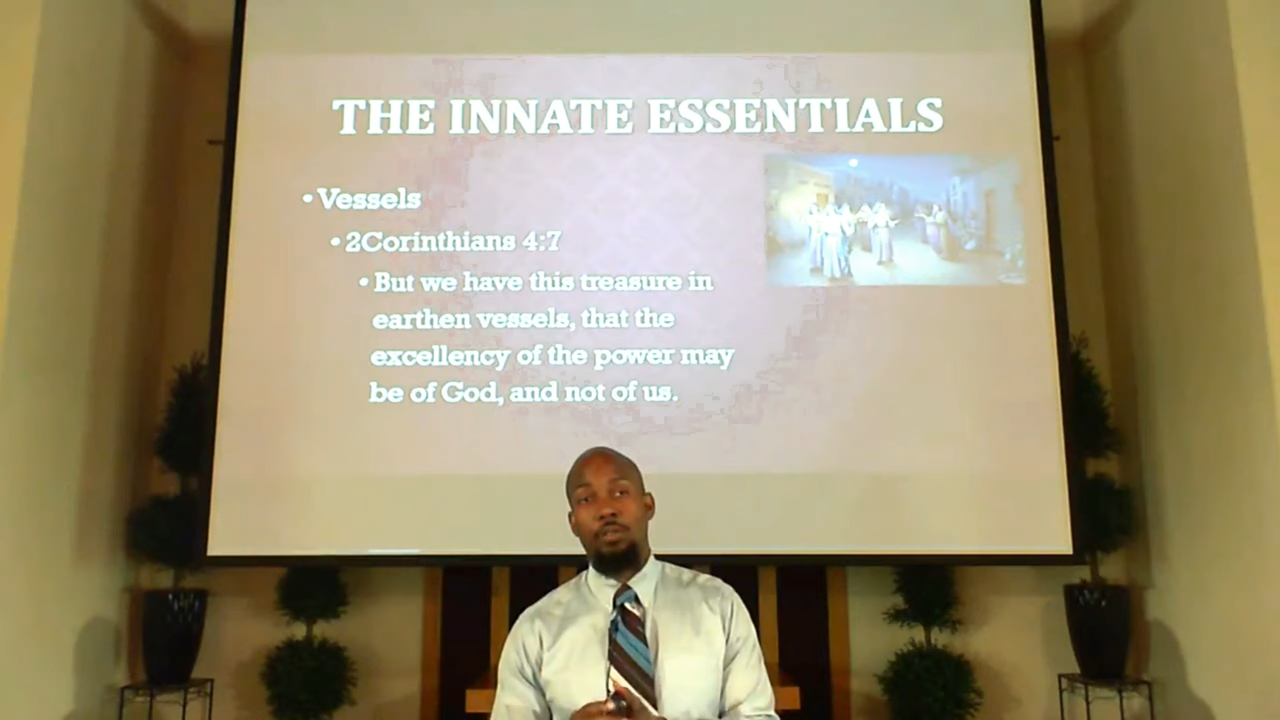 THE INNATE ESSENTIALS
• Vessels
• 2Corinthians 4:7
• But we have this treasure in
earthen vessels, that the
excellency of the power may
be of God, and not of us.